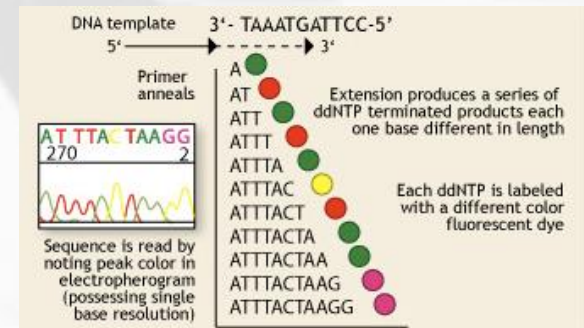 DNA template 3‘- TAAATGATTCC-5’
5‘ 3‘
Primer
anneals
A
AT
ATT
ATTT
ATTTA
ATTTAC
ATTTACT
ATTTACTA
ATTTACTAA
ATTTACTAAG
ATTTACTAAGG
Extension produces a series of
ddNTP terminated products each
one base different in length
Each ddNTP is labeled
with a different color
fluorescent dye
AT TTACTAAGG
270 2
Sequence is read by
noting peak color in
electropherogram
(possessing single
base resolution)